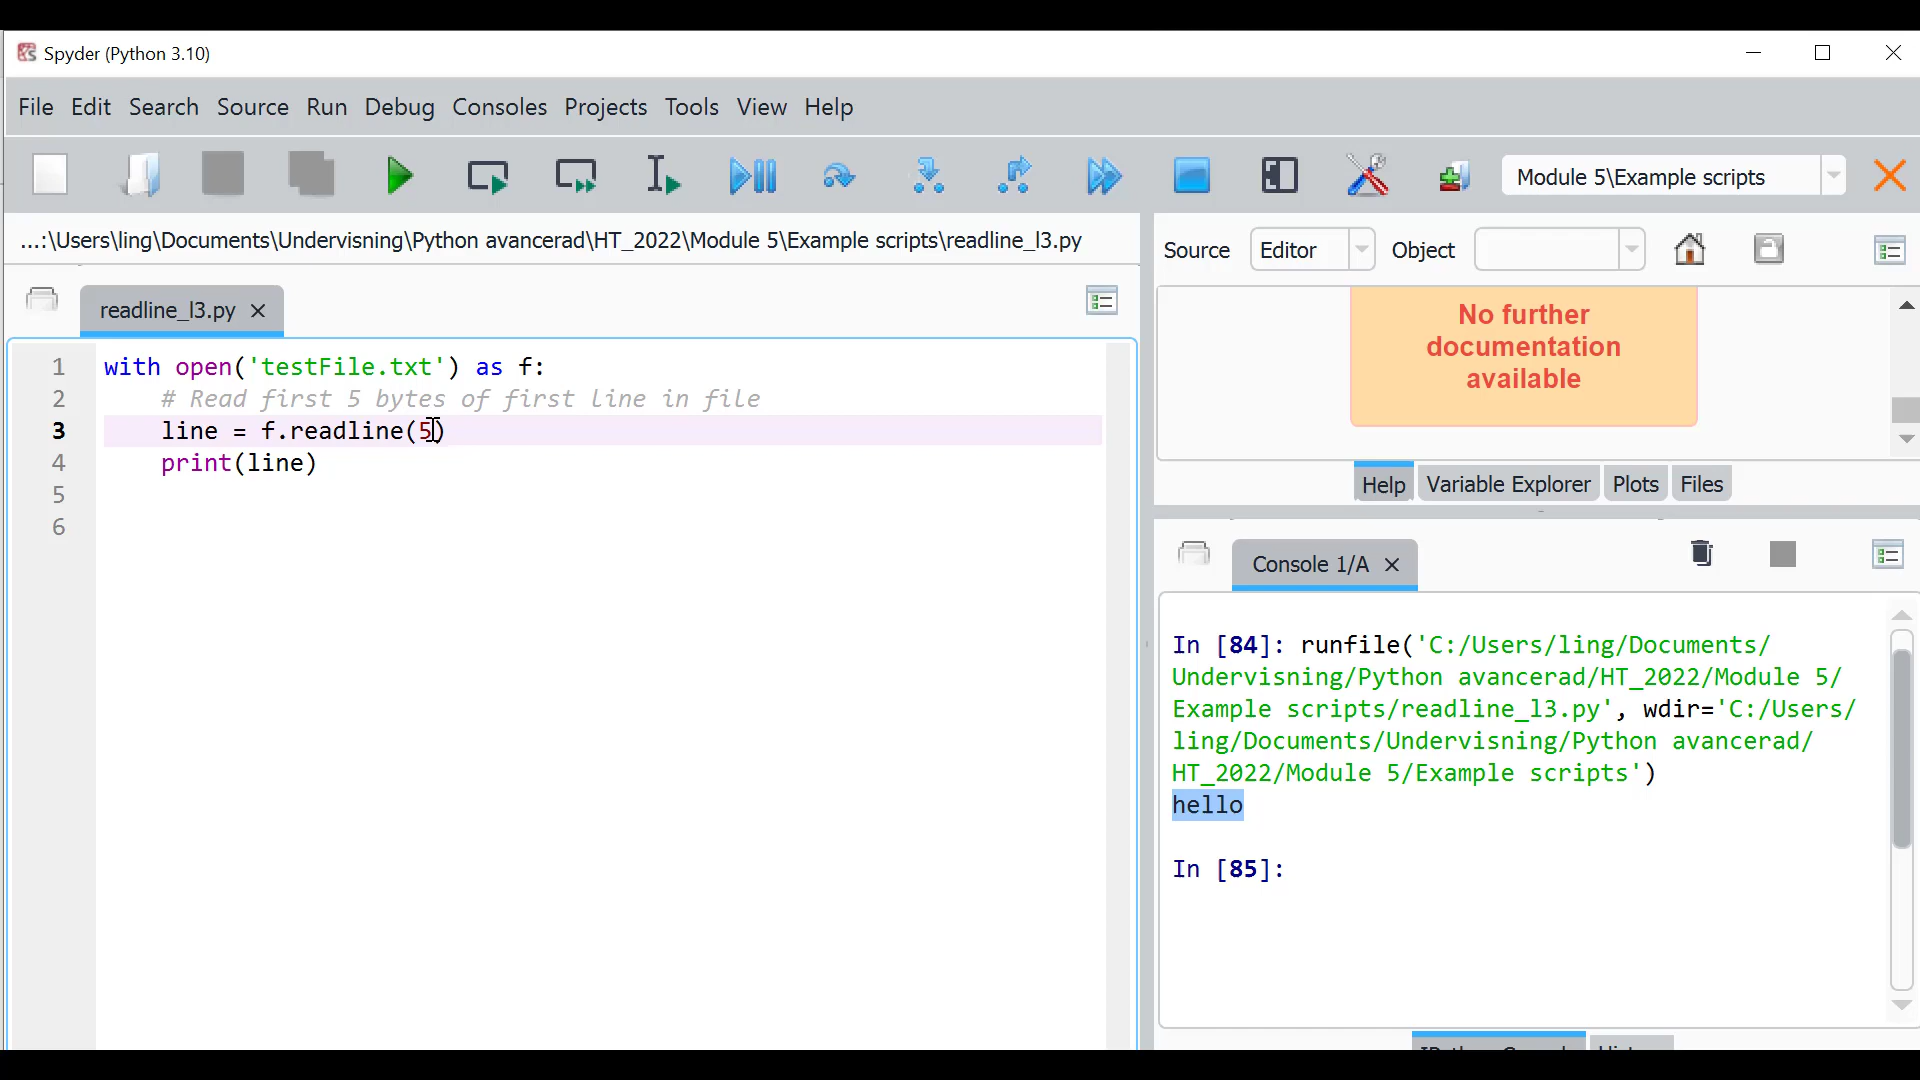 Spyder (Python 3.10)
File Edit Search Source Run Debug Consoles Projects Tools View Help
Module 5\Example scripts
...:\Users\ling\Documents\Undervisning\Python avancerad\HT_2022\Module 5\Example scripts\readline_l3.py
readline_l3.py
1 with open('testFile.txt') as f:
2 # Read first 5 bytes of first line in file
3 line = f.readline(5)
4 print(line)
5
6
Source Editor Object
No further
documentation
available
Help Variable Explorer Plots Files
Console 1/A
In [84]: runfile('C:/Users/ling/Documents/
Undervisning/Python avancerad/HT_2022/Module 5/
Example scripts/readline_l3.py', wdir='C:/Users/
ling/Documents/Undervisning/Python avancerad/
HT_2022/Module 5/Example scripts')
hello
In [85]: